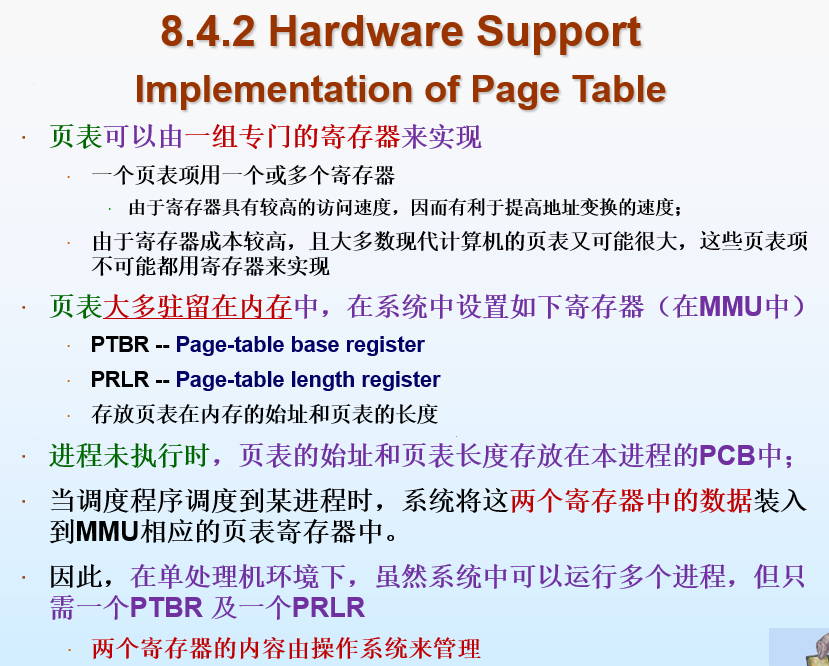 8.4.2 Hardware Support
Implementation of Page Table
· 页表可以由一组专门的寄存器来实现
· 一个页表项用一个或多个寄存器
· 由于寄存器具有较高的访问速度，因而有利于提高地址变换的速度；
· 由于寄存器成本较高，且大多数现代计算机的页表又可能很大，这些页表项
不可能都用寄存器来实现
· 页表大多驻留在内存中，在系统中设置如下寄存器（在MMU中）
· PTBR -- Page-table base register
· PRLR -- Page-table length register
· 存放页表在内存的始址和页表的长度
· 进程未执行时，页表的始址和页表长度存放在本进程的PCB中；
· 当调度程序调度到某进程时，系统将这两个寄存器中的数据装入
到MMU相应的页表寄存器中。
· 因此，在单处理机环境下，虽然系统中可以运行多个进程，但只
需一个PTBR 及一个PRLR
· 两个寄存器的内容由操作系统来管理